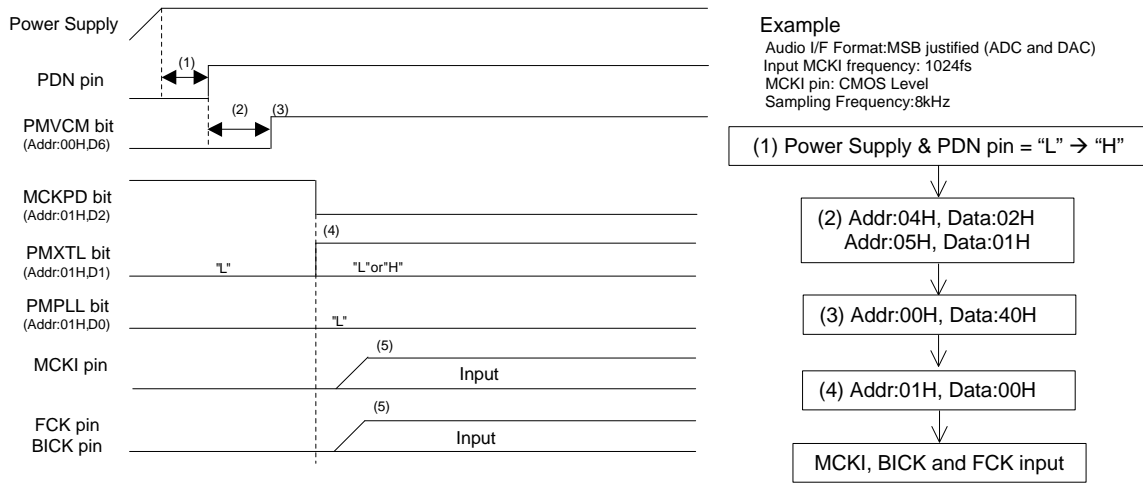 Power Supply
(1)
PDN pin
(2)
(3)
PMVCM bit
(Addr:00H,D6)
MCKPD bit
(Addr:01H,D2)
(4)
PMXTL bit
(Addr:01H,D1)
"L"
"L"or"H"
PMPLL bit
(Addr:01H,D0)
"L"
(5)
MCKI pin
Input
(5)
FCK pin
BICK pin
Input
Example
Audio I/F Format:MSB justified (ADC and DAC)
Input MCKI frequency: 1024fs
MCKI pin: CMOS Level
Sampling Frequency:8kHz
(1) Power Supply & PDN pin = “L” → “H”
(2) Addr:04H, Data:02H
Addr:05H, Data:01H
(3) Addr:00H, Data:40H
(4) Addr:01H, Data:00H
MCKI, BICK and FCK input